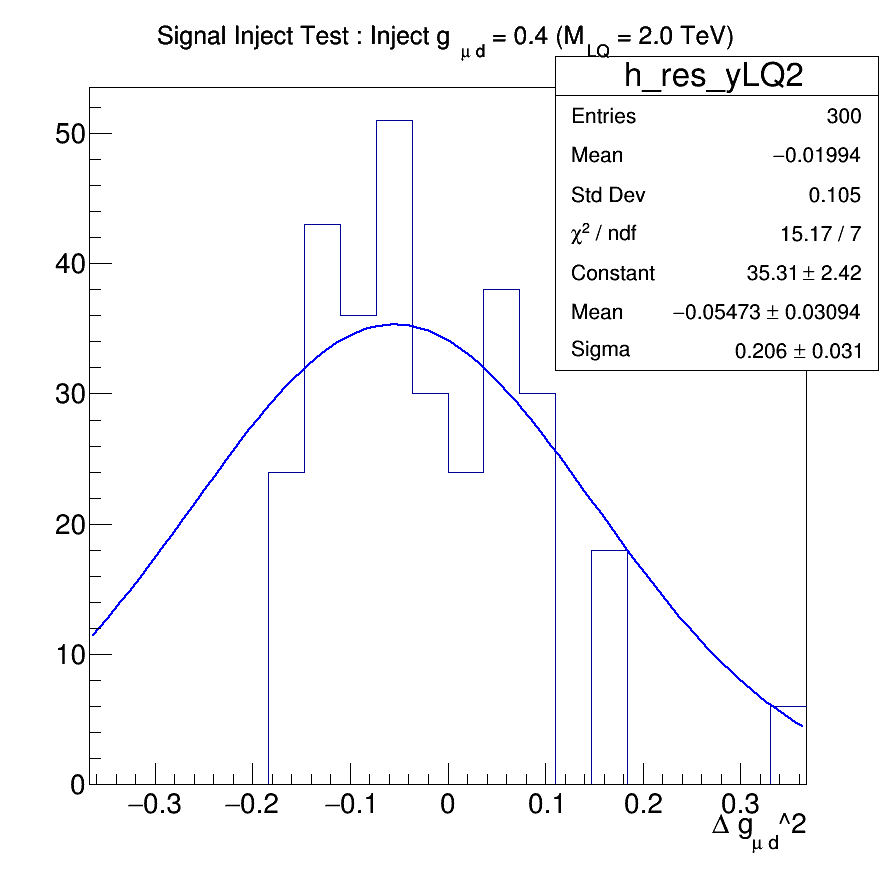 Signal Inject Test : Inject g μ d = 0.4 (M LQ = 2.0 TeV)
h_res_yLQ2
Entries 300
Mean −0.01994
Std Dev 0.105
χ² / ndf 15.17 / 7
Constant 35.31 ± 2.42
Mean −0.05473 ± 0.03094
Sigma 0.206 ± 0.031
50
40
30
20
10
0
−0.3 −0.2 −0.1 0 0.1 0.2 0.3
Δ g μ d ^2